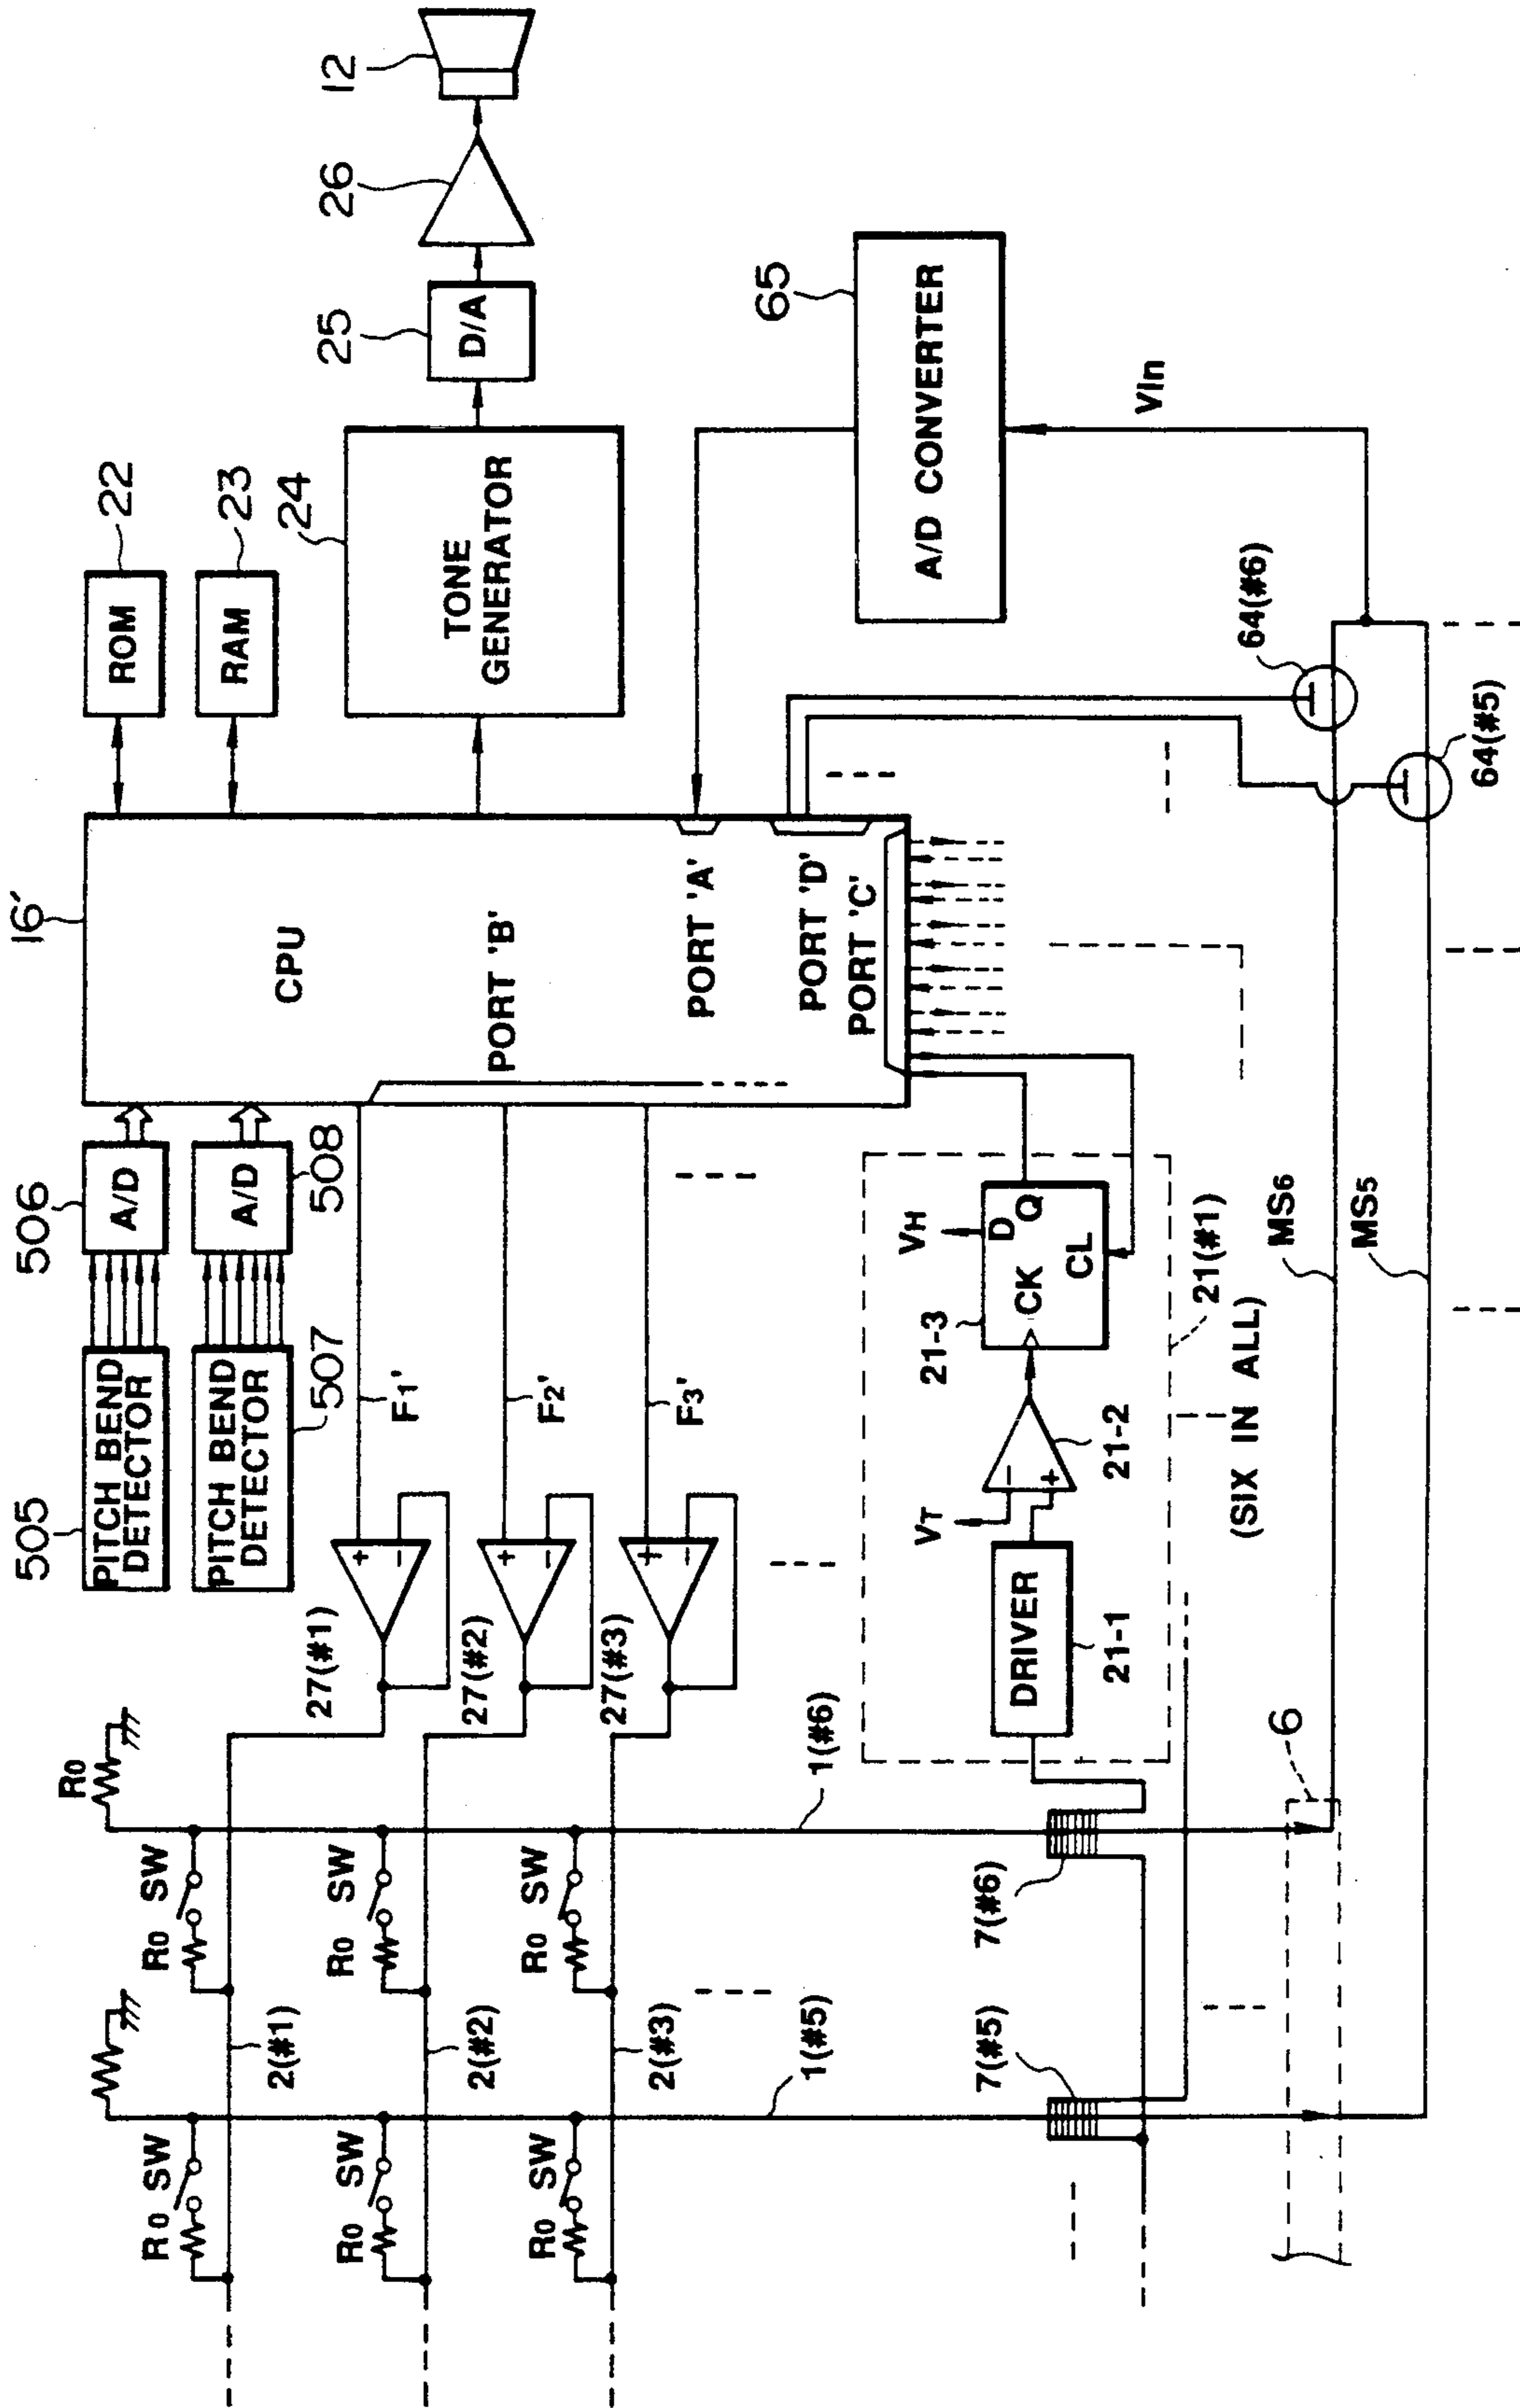 505
PITCH BEND
DETECTOR
506
A/D
16'
CPU
ROM
22
PITCH BEND
DETECTOR
507
A/D
508
RAM
23
PORT 'B'
TONE
GENERATOR
24
D/A
25
26
12
PORT 'A'
PORT 'D'
PORT 'C'
A/D CONVERTER
65
VIn
R0
R0 SW
R0 SW
2(#1)
27(#1)
+
−
F1'
R0 SW
R0 SW
2(#2)
27(#2)
+
−
F2'
R0 SW
R0 SW
2(#3)
27(#3)
+
−
F3'
1(#5)
1(#6)
DRIVER
21-1
VT
−
+
21-2
21-3
VH
D
CK
Q
CL
21(#1)
(SIX IN ALL)
7(#5)
7(#6)
6
MS6
MS5
64(#6)
64(#5)